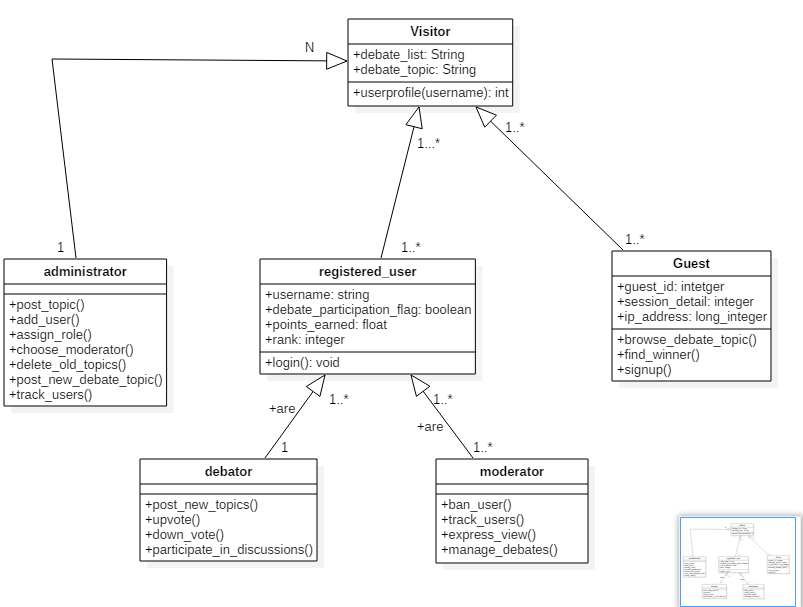 Visitor
+debate_list: String
+debate_topic: String
+userprofile(username): int
N
1...*
1..*
1
1..*
1..*
administrator
+post_topic()
+add_user()
+assign_role()
+choose_moderator()
+delete_old_topics()
+post_new_debate_topic()
+track_users()
registered_user
+username: string
+debate_participation_flag: boolean
+points_earned: float
+rank: integer
+login(): void
Guest
+guest_id: intetger
+session_detail: integer
+ip_address: long_integer
+browse_debate_topic()
+find_winner()
+signup()
+are
1..*
1
1..*
+are
1..*
debator
+post_new_topics()
+upvote()
+down_vote()
+participate_in_discussions()
moderator
+ban_user()
+track_users()
+express_view()
+manage_debates()